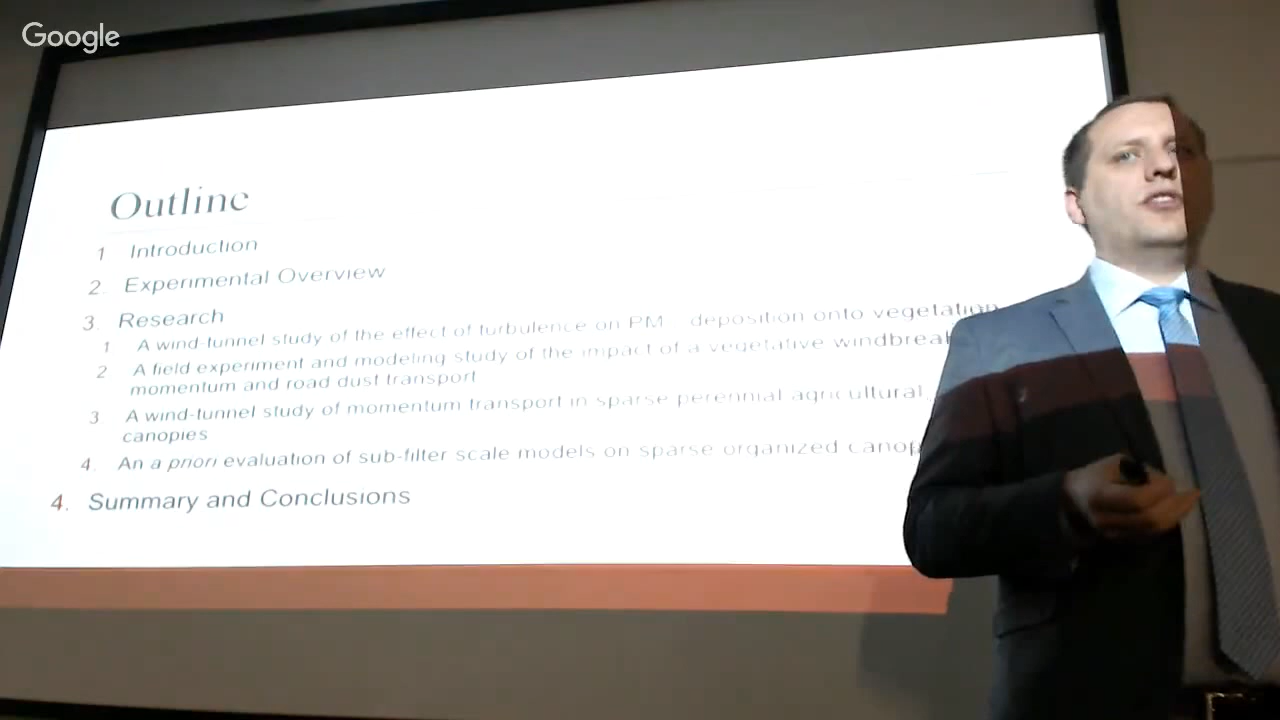 Google
Outline
1 Introduction
2. Experimental Overview
3. Research
1 A wind-tunnel study of the effect of turbulence on PM deposition onto vegetation
2 A field experiment and modeling study of the impact of a vegetative
momentum and road dust transport
3 A wind-tunnel study of momentum transport in sparse perennial agricultural
canopies
4. An a priori evaluation of sub-filter scale models on sparse organized
4. Summary and Conclusions